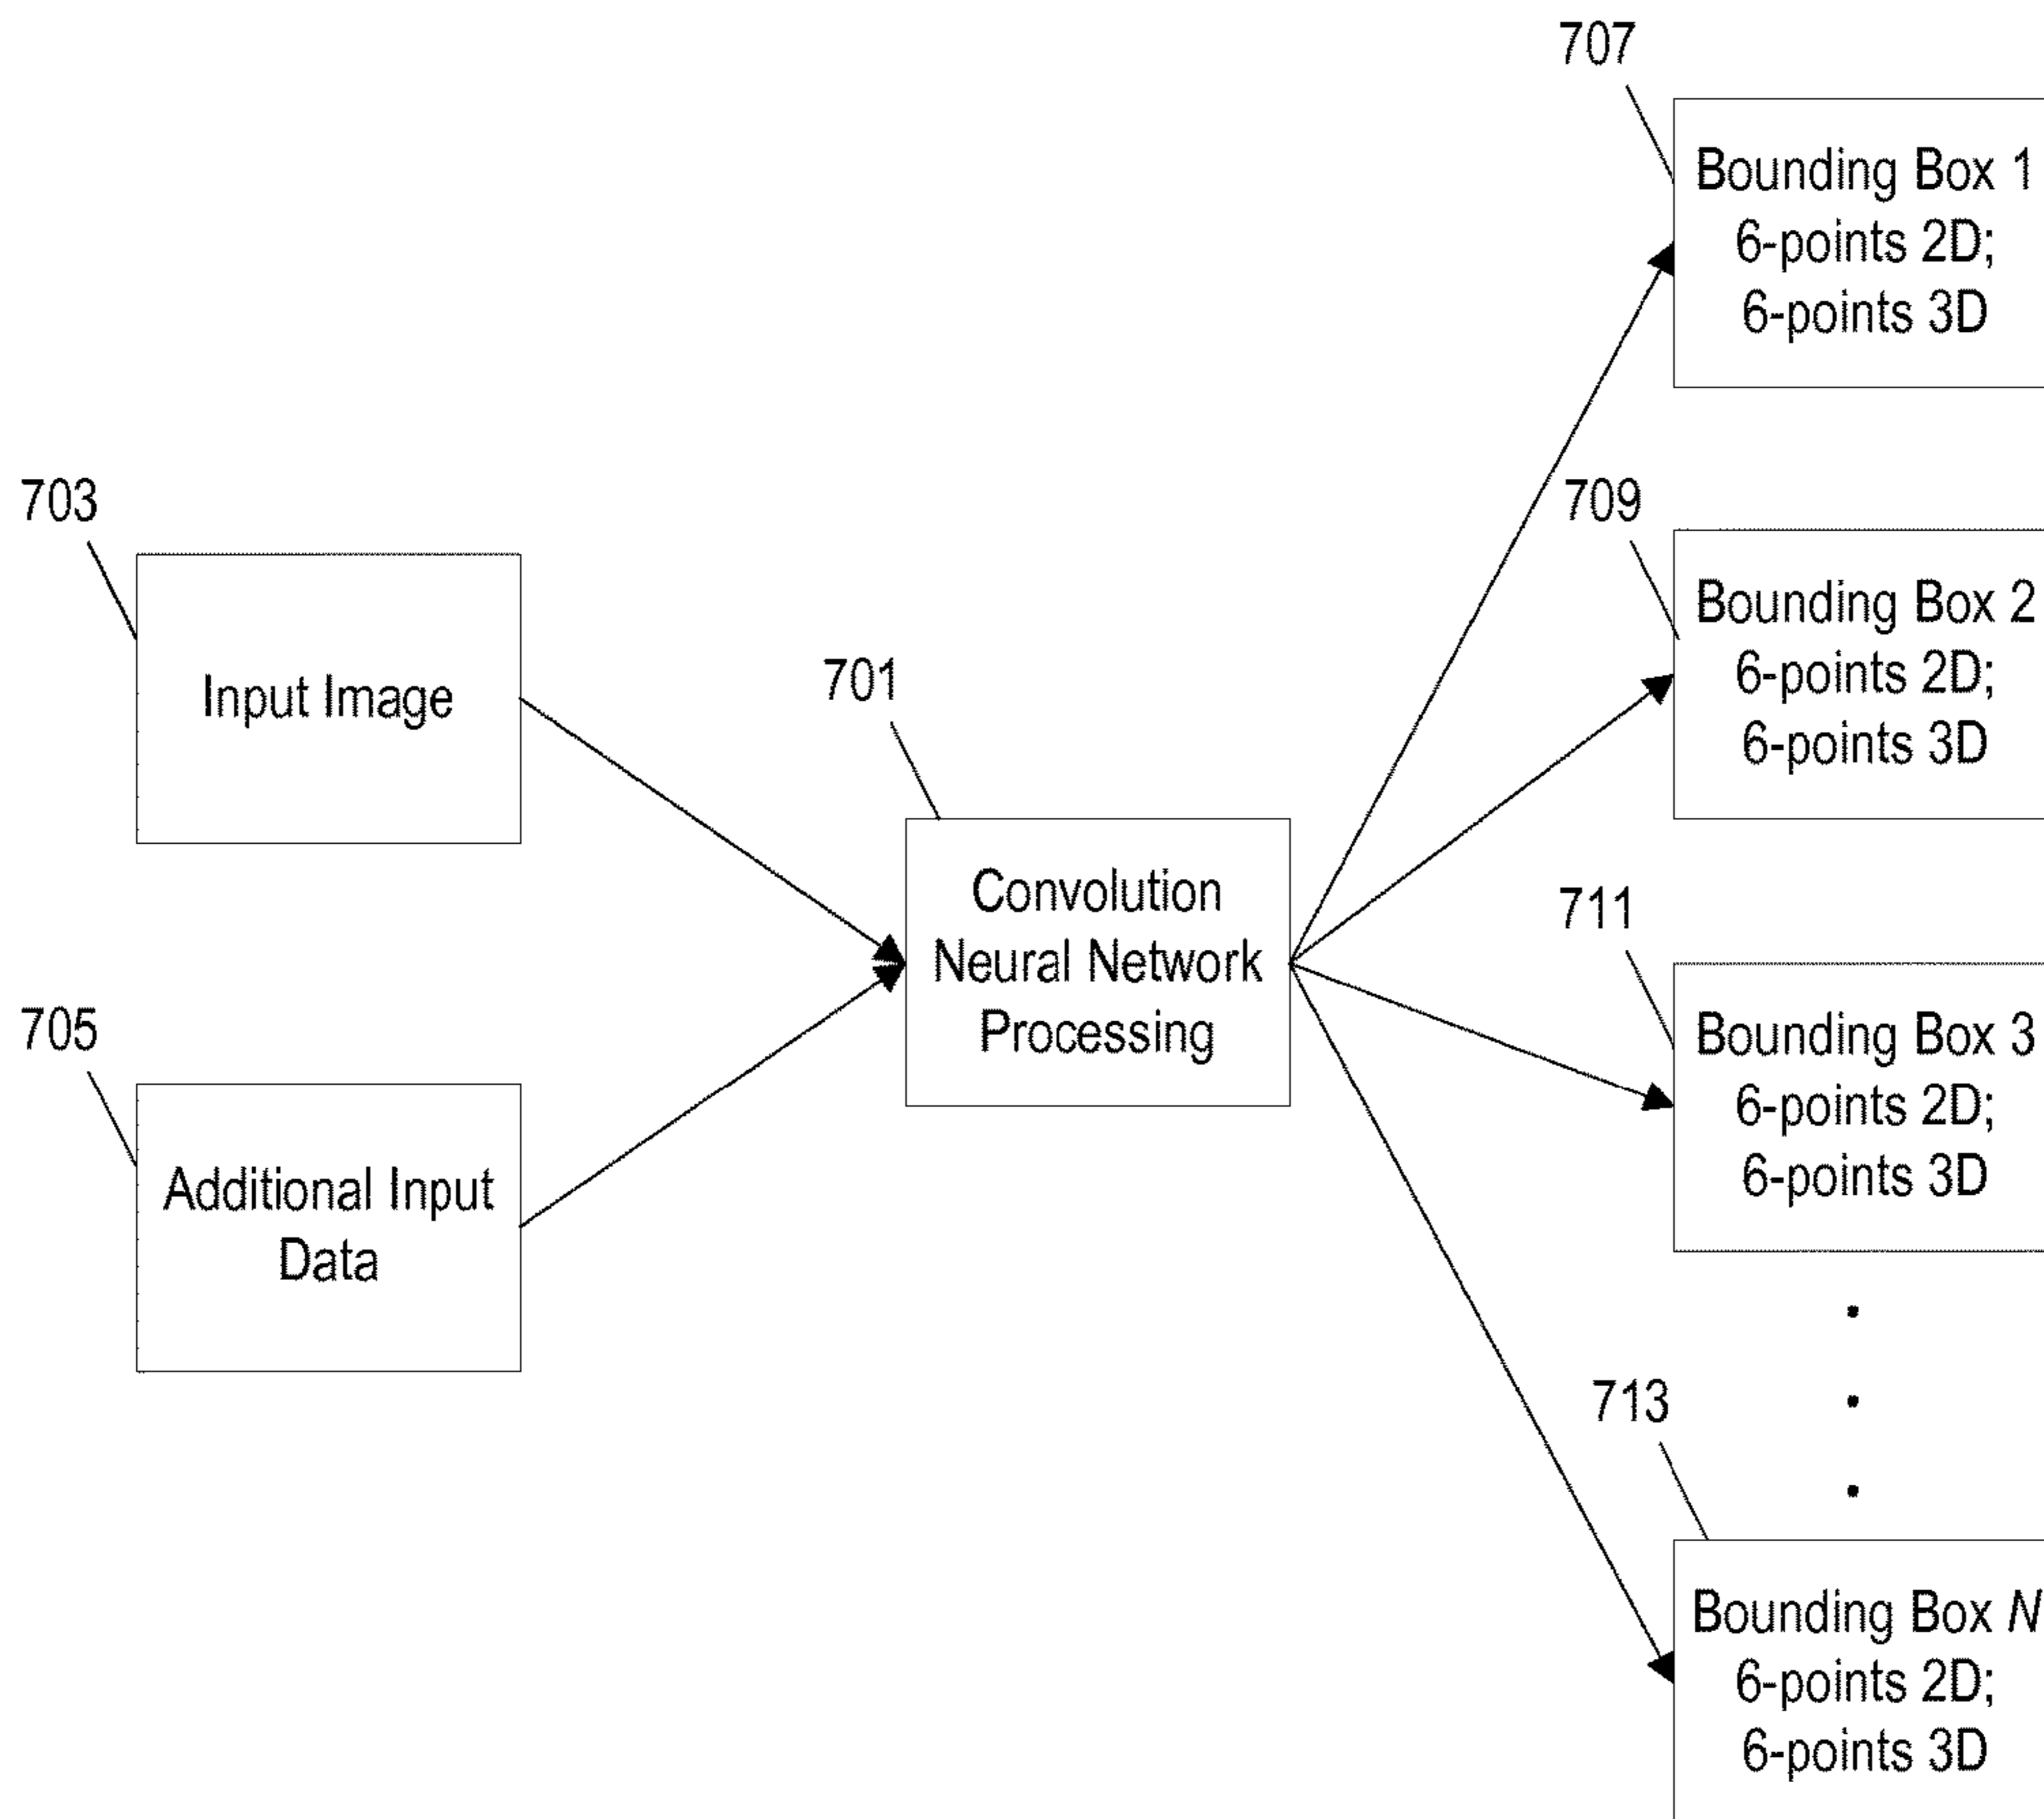 707
Bounding Box 1
6-points 2D;
6-points 3D
703
Input Image
709
Bounding Box 2
6-points 2D;
6-points 3D
701
Convolution
Neural Network
Processing
711
Bounding Box 3
6-points 2D;
6-points 3D
705
Additional Input
Data
713
Bounding Box N
6-points 2D;
6-points 3D